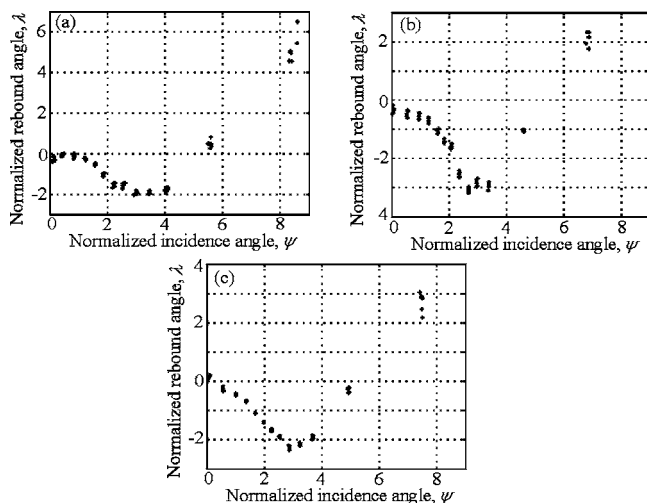 (a)
Normalized rebound angle, λ
6
4
2
0
-2
0 2 4 6 8
Normalized incidence angle, ψ
(b)
Normalized rebound angle, λ
2
0
-2
4
0 2 4 6 8
Normalized incidence angle, ψ
(c)
Normalized rebound angle, λ
4
2
0
-2
0 2 4 6 8
Normalized incidence angle, ψ